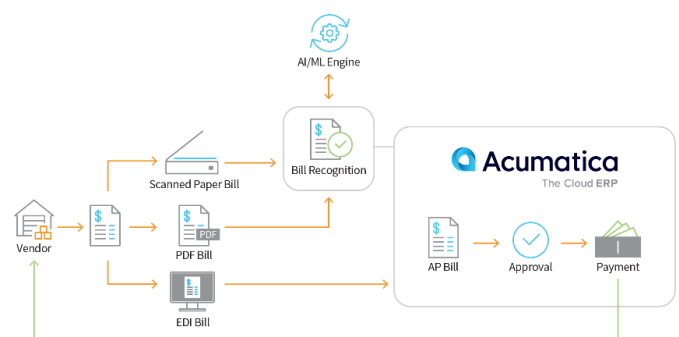 AI/ML Engine
$
Bill Recognition
Scanned Paper Bill
Acumatica
The Cloud ERP
Vendor
$
$
PDF
PDF Bill
$
AP Bill
Approval
Payment
$
EDI Bill